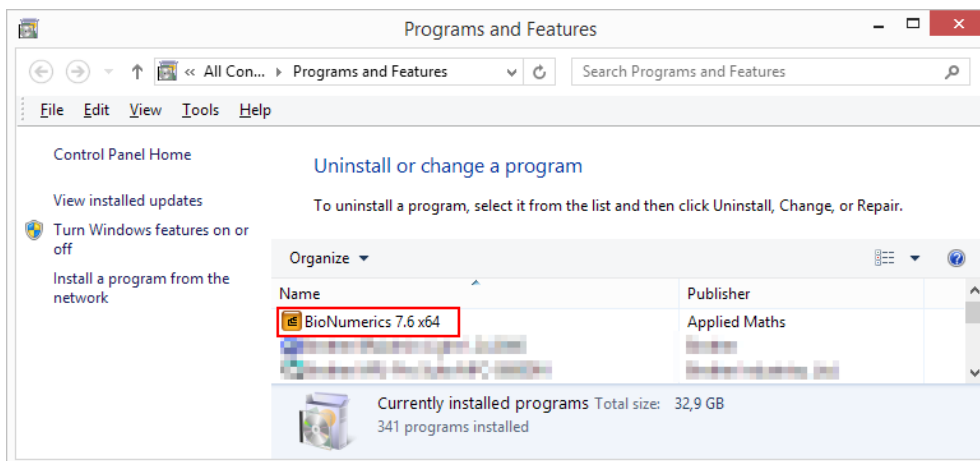 Programs and Features
« All Con... Programs and Features
Search Programs and Features
File Edit View Tools Help
Control Panel Home
View installed updates
Turn Windows features on or
off
Install a program from the
network
Uninstall or change a program
To uninstall a program, select it from the list and then click Uninstall, Change, or Repair.
Organize
Name Publisher
BioNumerics 7.6 x64 Applied Maths
Currently installed programs Total size: 32,9 GB
341 programs installed